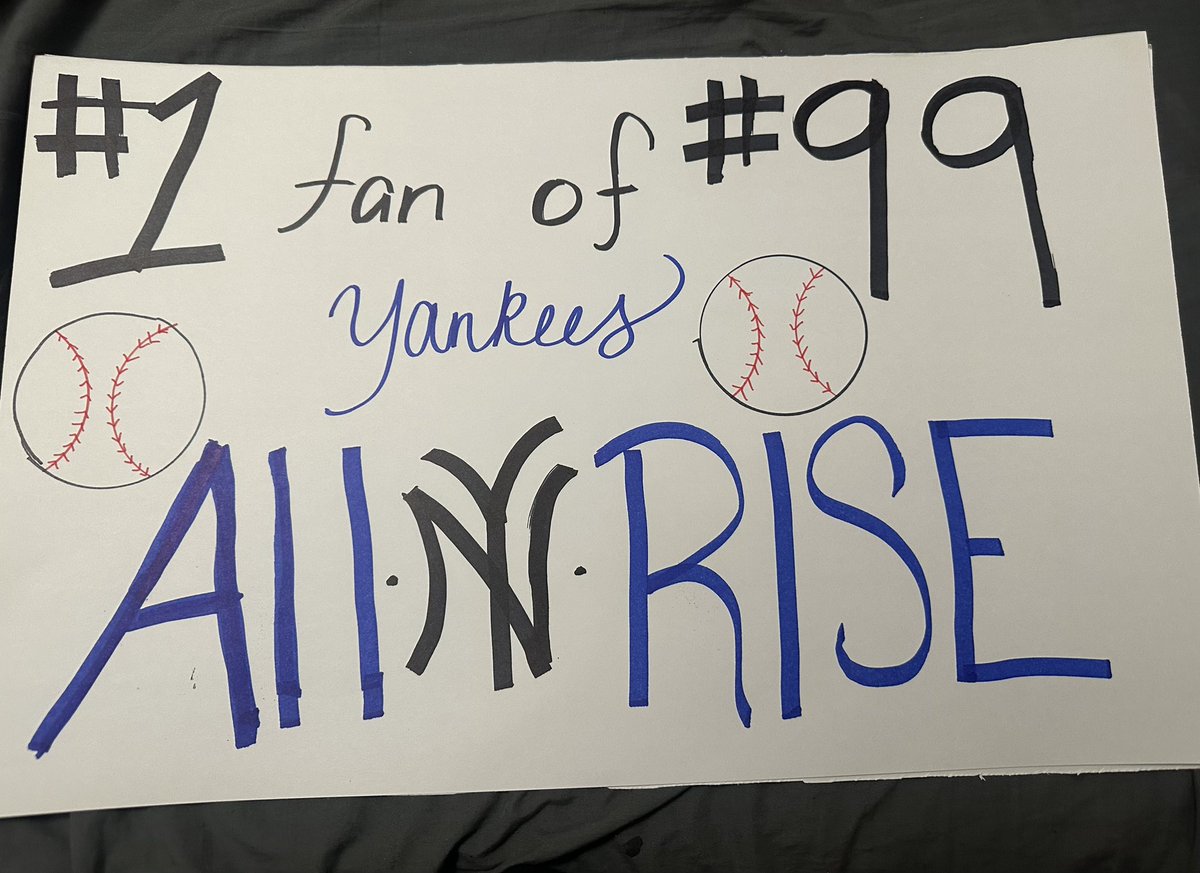 #1 fan of #99
Yankees
All NY RISE